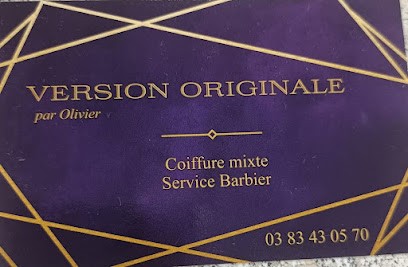 VERSION ORIGINALE
par Olivier
Coiffure mixte
Service Barbier
03 83 43 05 70